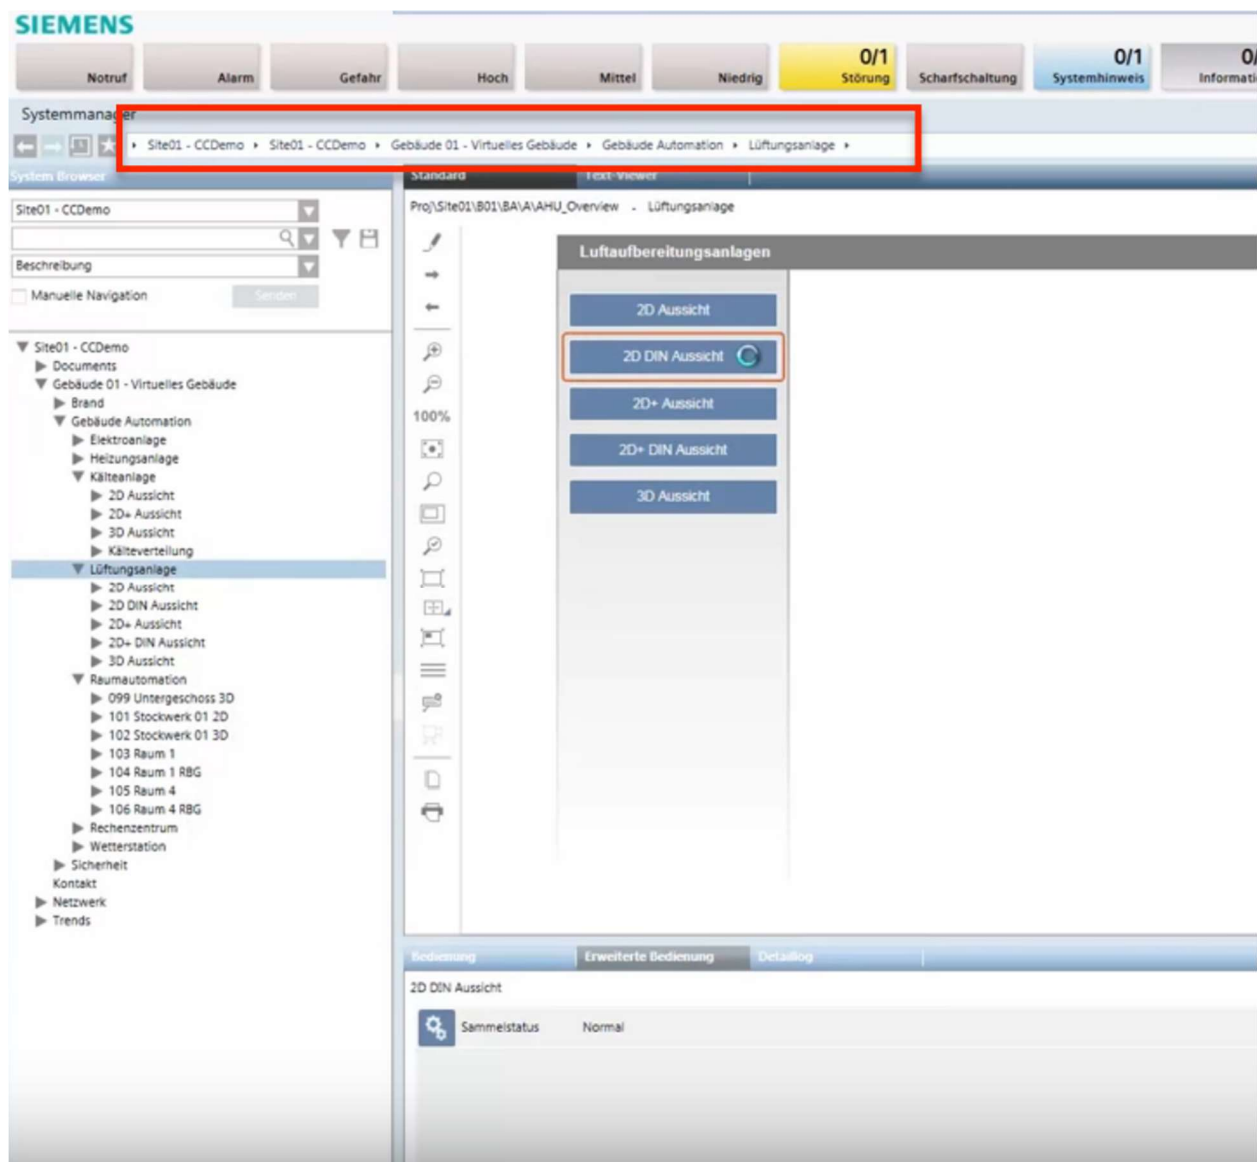 SIEMENS
Notruf
Alarm
Gefahr
Hoch
Mittel
Niedrig
0/1
Störung
Scharfschaltung
0/1
Systemhinweis
0/
Informati
Systemmanager
Site01 - CCDemo Site01 - CCDemo Gebäude 01 - Virtuelles Gebäude Gebäude Automation Lüftungsanlage
System Browser
Site01 - CCDemo
Beschreibung
Manuelle Navigation
Senden
Site01 - CCDemo
Documents
Gebäude 01 - Virtuelles Gebäude
Brand
Gebäude Automation
Elektroanlage
Heizungsanlage
Kälteanlage
2D Aussicht
2D+ Aussicht
3D Aussicht
Kälteverteilung
Lüftungsanlage
2D Aussicht
2D DIN Aussicht
2D+ Aussicht
2D+ DIN Aussicht
3D Aussicht
Raumautomation
099 Untergeschoss 3D
101 Stockwerk 01 2D
102 Stockwerk 01 3D
103 Raum 1
104 Raum 1 RBG
105 Raum 4
106 Raum 4 RBG
Rechenzentrum
Wetterstation
Sicherheit
Kontakt
Netzwerk
Trends
Standard
Text-Viewer
Proj\Site01\B01\BA\A\AHU_Overview - Lüftungsanlage
100%
Luftaufbereitungsanlagen
2D Aussicht
2D DIN Aussicht
2D+ Aussicht
2D+ DIN Aussicht
3D Aussicht
Bedienung
Erweiterte Bedienung
Detaillog
2D DIN Aussicht
Sammelstatus Normal